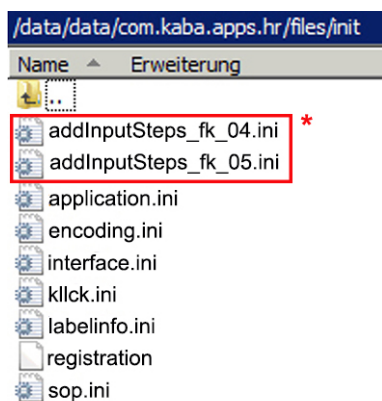 /data/data/com.kaba.apps.hr/files/init
Name Erweiterung
..
addInputSteps_fk_04.ini *
addInputSteps_fk_05.ini
application.ini
encoding.ini
interface.ini
kllck.ini
labelinfo.ini
registration
sop.ini